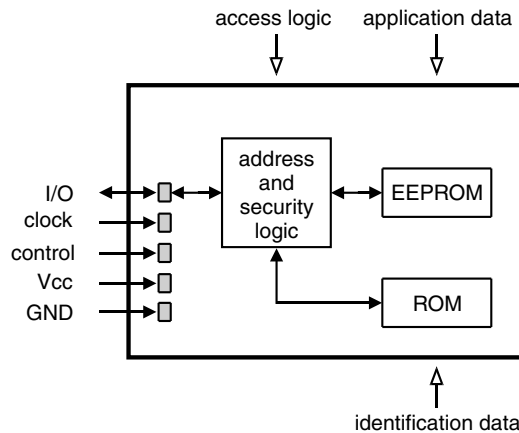 access logic
application data
address
and
security
logic
EEPROM
I/O
clock
control
Vcc
GND
ROM
identification data